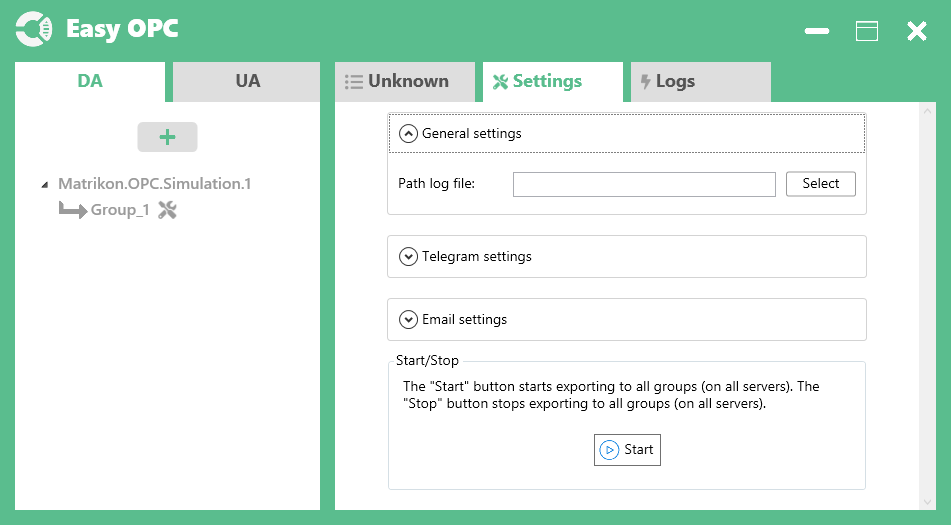 Easy OPC
DA
UA
Unknown
Settings
Logs
Matrikon.OPC.Simulation.1
Group_1
General settings
Path log file:
Select
Telegram settings
Email settings
Start/Stop
The "Start" button starts exporting to all groups (on all servers). The
"Stop" button stops exporting to all groups (on all servers).
Start